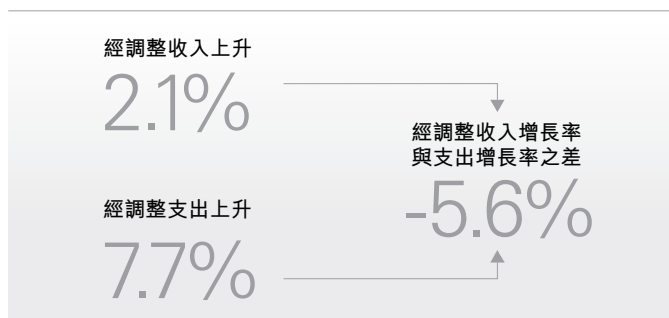 經調整收入上升
2.1%
經調整支出上升
7.7%
經調整收入增長率
與支出增長率之差
-5.6%